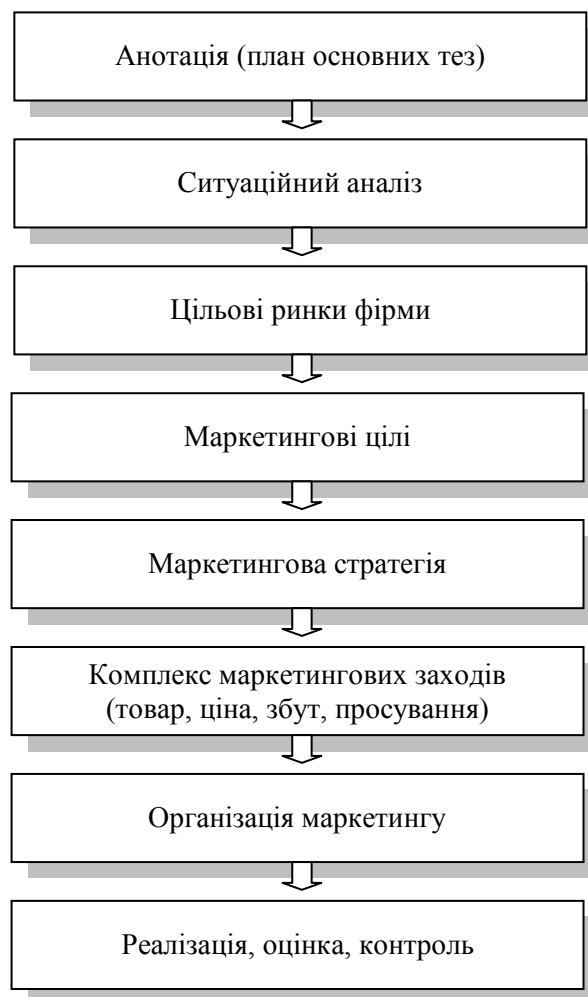 Анотація (план основних тез)
Ситуаційний аналіз
Цільові ринки фірми
Маркетингові цілі
Маркетингова стратегія
Комплекс маркетингових заходів
(товар, ціна, збут, просування)
Організація маркетингу
Реалізація, оцінка, контроль